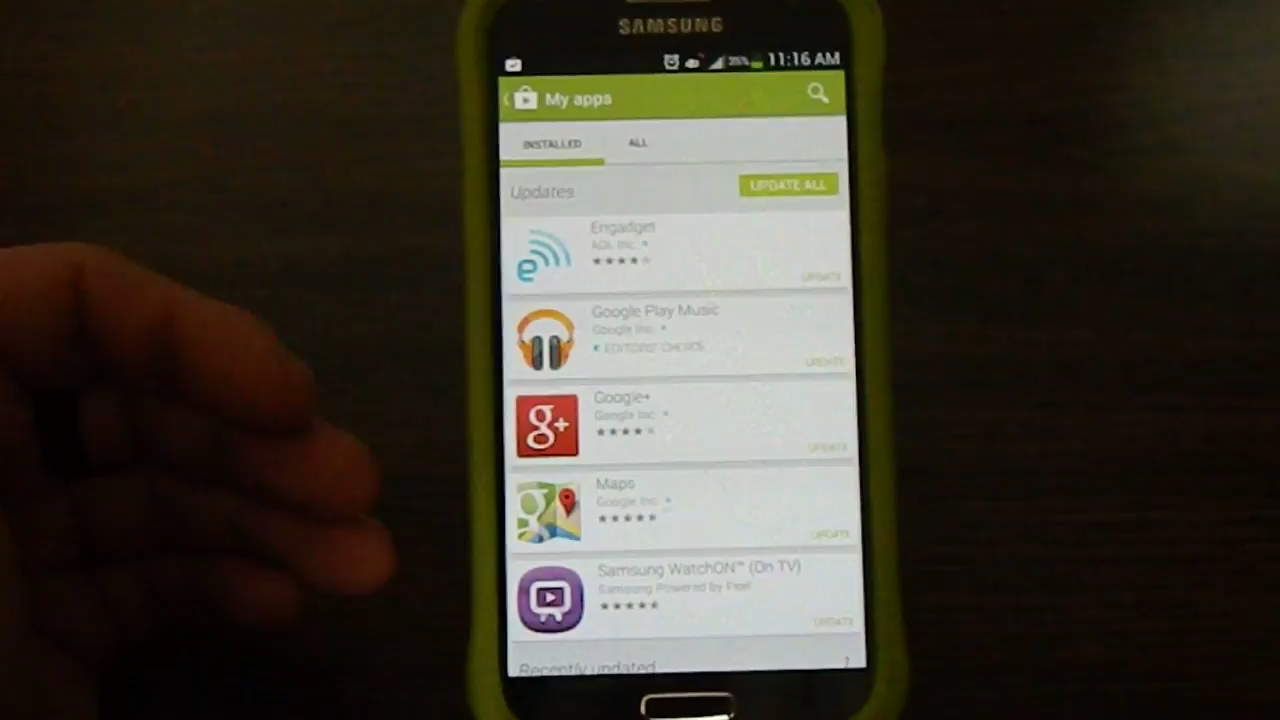 SAMSUNG
35% 11:16 AM
My apps
INSTALLED ALL
Updates UPDATE ALL
Engadget
AOL Inc.
UPDATE
Google Play Music
Google Inc.
EDITORS' CHOICE
UPDATE
g+ Google+
Google Inc.
UPDATE
Maps
Google Inc.
UPDATE
Samsung WatchON™ (On TV)
Samsung Powered by Peel
UPDATE
Recently updated